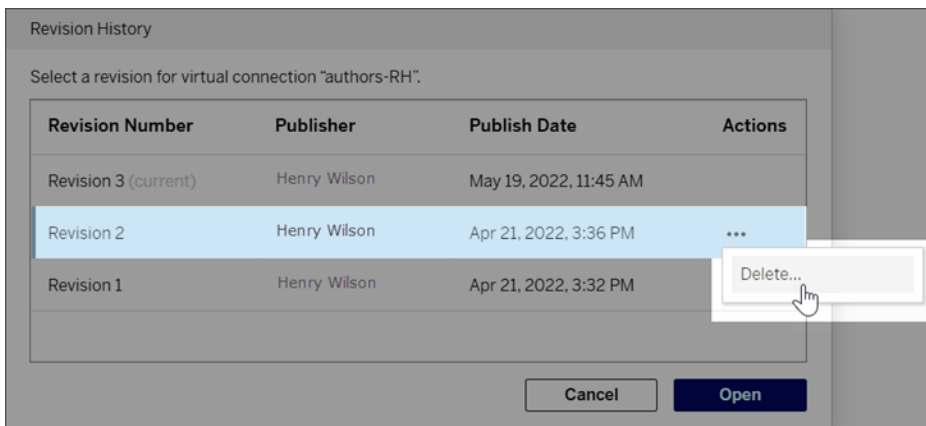 Revision History
Select a revision for virtual connection "authors-RH".
Revision Number Publisher Publish Date Actions
Revision 3 (current) Henry Wilson May 19, 2022, 11:45 AM
Revision 2 Henry Wilson Apr 21, 2022, 3:36 PM •••
Delete...
Revision 1 Henry Wilson Apr 21, 2022, 3:32 PM
Cancel Open